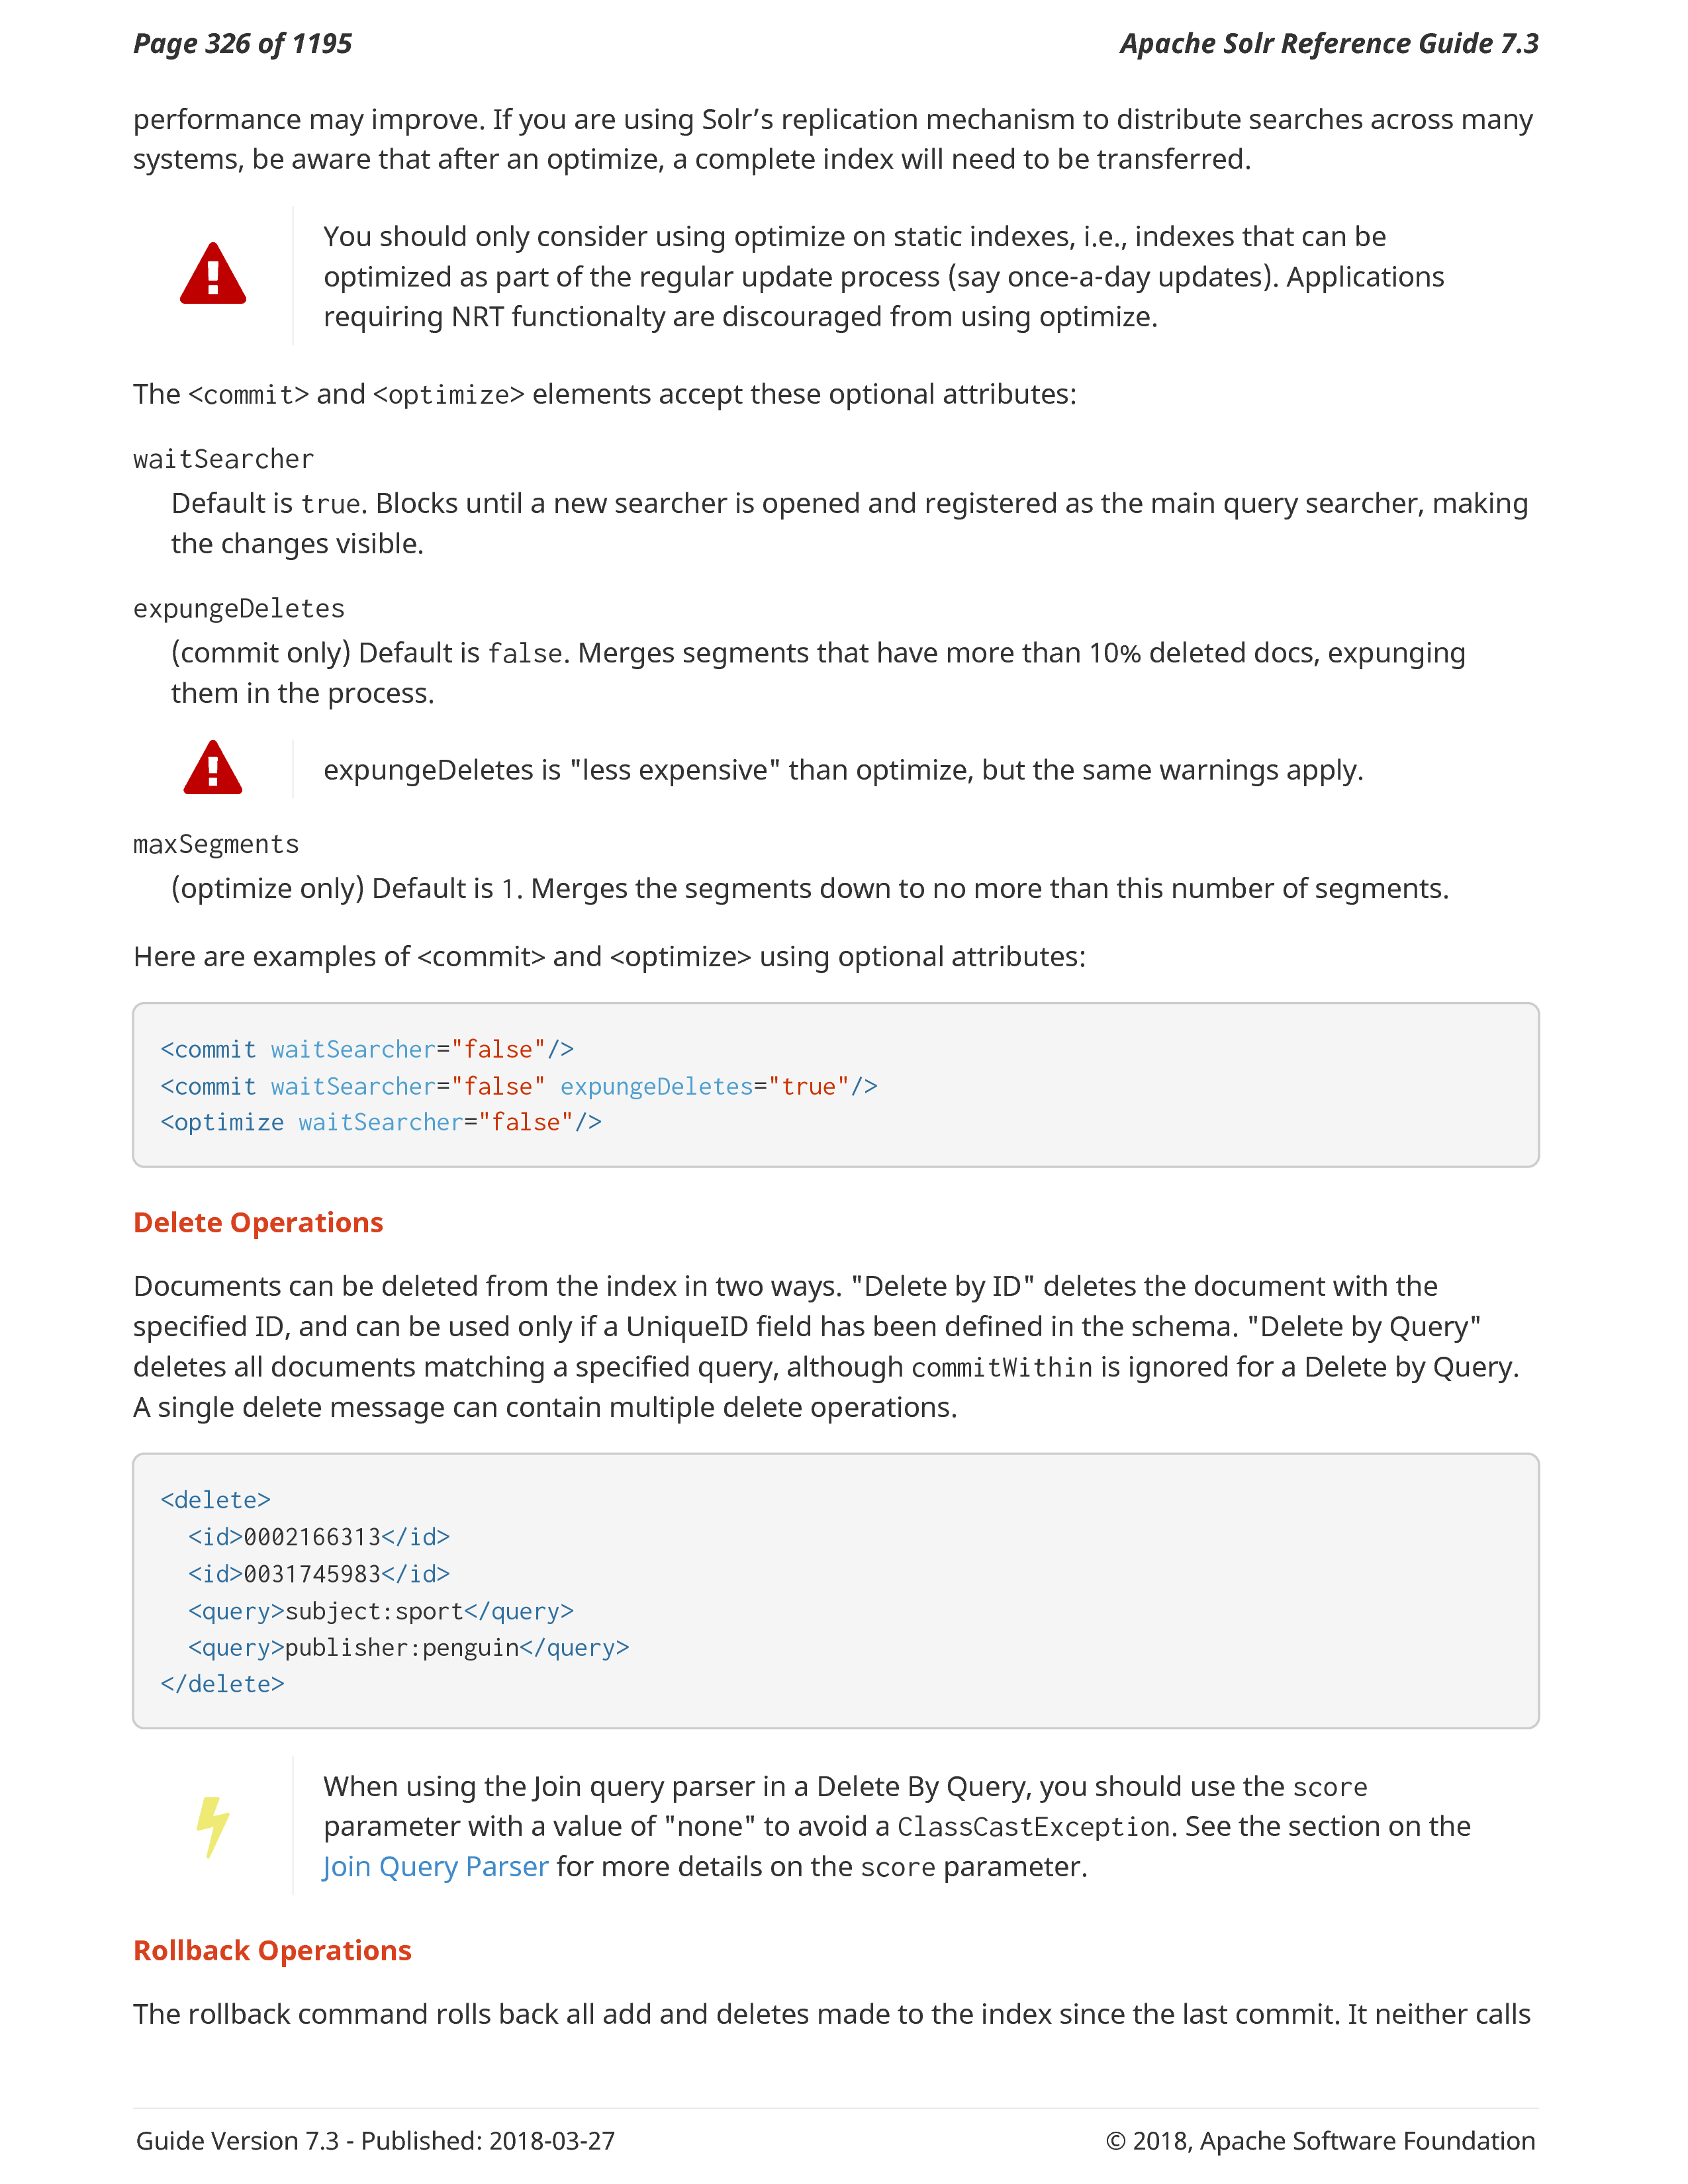 Page 326 of 1195
Apache Solr Reference Guide 7.3
performance may improve. If you are using Solr’s replication mechanism to distribute searches across many
systems, be aware that after an optimize, a complete index will need to be transferred.
You should only consider using optimize on static indexes, i.e., indexes that can be
optimized as part of the regular update process (say once-a-day updates). Applications
requiring NRT functionalty are discouraged from using optimize.
The <commit> and <optimize> elements accept these optional attributes:
waitSearcher
Default is true. Blocks until a new searcher is opened and registered as the main query searcher, making
the changes visible.
expungeDeletes
(commit only) Default is false. Merges segments that have more than 10% deleted docs, expunging
them in the process.
expungeDeletes is "less expensive" than optimize, but the same warnings apply.
maxSegments
(optimize only) Default is 1. Merges the segments down to no more than this number of segments.
Here are examples of <commit> and <optimize> using optional attributes:
<commit waitSearcher="false"/>
<commit waitSearcher="false" expungeDeletes="true"/>
<optimize waitSearcher="false"/>
Delete Operations
Documents can be deleted from the index in two ways. "Delete by ID" deletes the document with the
specified ID, and can be used only if a UniqueID field has been defined in the schema. "Delete by Query"
deletes all documents matching a specified query, although commitWithin is ignored for a Delete by Query.
A single delete message can contain multiple delete operations.
<delete>
  <id>0002166313</id>
  <id>0031745983</id>
  <query>subject:sport</query>
  <query>publisher:penguin</query>
</delete>
When using the Join query parser in a Delete By Query, you should use the score
parameter with a value of "none" to avoid a ClassCastException. See the section on the
Join Query Parser for more details on the score parameter.
Rollback Operations
The rollback command rolls back all add and deletes made to the index since the last commit. It neither calls
Guide Version 7.3 - Published: 2018-03-27
© 2018, Apache Software Foundation